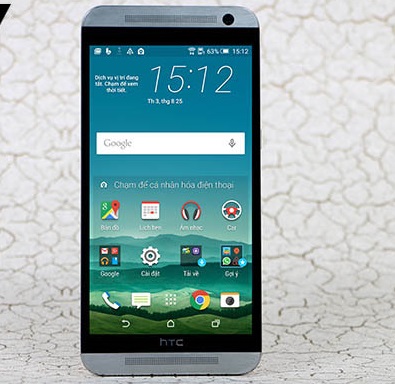 63% 15:12
Dịch vụ vị trí đang
tắt. Chạm để xem
thời tiết.
15:12
Th 3, thg 8 25
Google
Chạm để cá nhân hóa điện thoại
Bản đồ Lịch hẹn Âm nhạc Car
Google Cài đặt Tải về Gợi ý
hTC